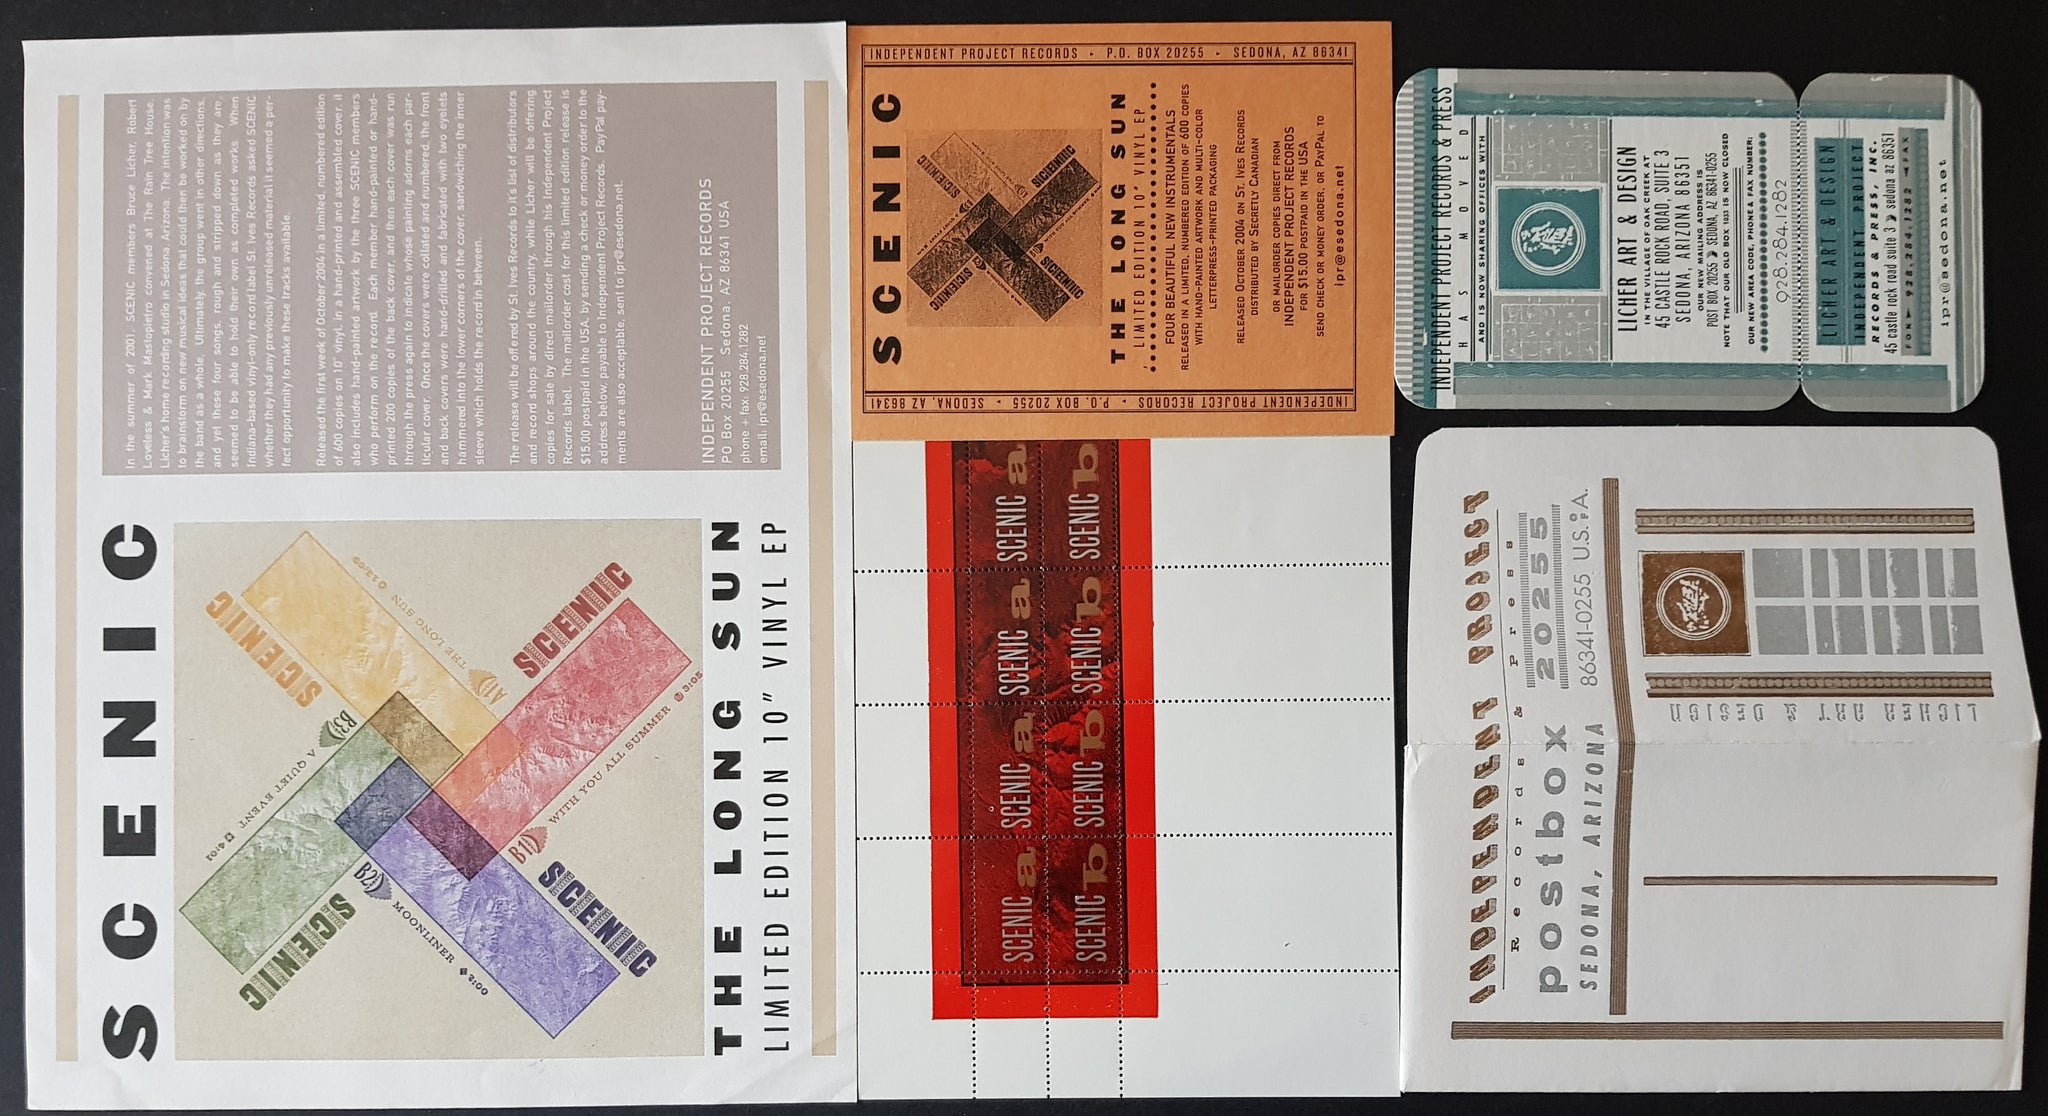 SCENIC
SCENIC
SCENIC
SCENIC
SCENIC
A1)
THE LONG SUN
B1)
WITH YOU ALL SUMMER 3:05
B2)
MOONLINER 2:00
B3)
A QUIET EVENT 4:01
THE LONG SUN
LIMITED EDITION 10" VINYL EP
In the summer of 2001, SCENIC members Bruce Licher, Robert
Loveless & Mark Mastopietro convened at The Rain Tree House,
Licher's home recording studio in Sedona, Arizona. The intention was
to brainstorm on new musical ideas that could then be worked on by
the band as a whole. Ultimately, the group went in other directions,
and yet these four songs, rough and stripped down as they are,
seemed to be able to hold their own as completed works. When
Indiana-based vinyl-only record label St. Ives Records asked SCENIC
whether they had any previously unreleased material it seemed a per-
fect opportunity to make these tracks available.
Released the first week of October 2004 in a limited, numbered edition
of 600 copies on 10" vinyl, in a hand-printed and assembled cover, it
also includes hand-painted artwork by the three SCENIC members
who perform on the record. Each member hand-painted or hand-
printed 200 copies of the back cover, and then each cover was run
through the press again to indicate whose painting adorns each par-
ticular cover. Once the covers were collated and numbered, the front
and back covers were hand-drilled and fabricated with two eyelets
hammered into the lower corners of the cover, sandwiching the inner
sleeve which holds the record in between.
The release will be offered by St. Ives Records to its list of distributors
and record shops around the country, while Licher will be offering
copies for sale by direct mailorder through his Independent Project
Records label. The mailorder cost for this limited edition release is
$15.00 postpaid in the USA, by sending a check or money order to the
address below, payable to Independent Project Records. PayPal pay-
ments are also acceptable, sent to ipr@esedona.net.
INDEPENDENT PROJECT RECORDS
PO Box 20255 Sedona, AZ 86341 USA
phone + fax: 928.284.1282
email: ipr@esedona.net
INDEPENDENT PROJECT RECORDS • P.O. BOX 20255 • SEDONA, AZ 86341
SCENIC
SCENIC
SCENIC
SCENIC
SCENIC
THE LONG SUN
LIMITED EDITION 10" VINYL EP
FOUR BEAUTIFUL NEW INSTRUMENTALS
RELEASED IN A LIMITED, NUMBERED EDITION OF 600 COPIES
WITH HAND-PAINTED ARTWORK AND MULTI-COLOR
LETTERPRESS-PRINTED PACKAGING
RELEASED OCTOBER 2004 ON ST. IVES RECORDS
DISTRIBUTED BY SECRETLY CANADIAN
OR MAILORDER COPIES DIRECT FROM
INDEPENDENT PROJECT RECORDS
FOR $15.00 POSTPAID IN THE USA
SEND CHECK OR MONEY ORDER, OR PAYPAL TO
ipr@esedona.net
INDEPENDENT PROJECT RECORDS • P.O. BOX 20255 • SEDONA, AZ 86341
SCENIC a SCENIC a SCENIC a SCENIC a
SCENIC b SCENIC b SCENIC b SCENIC b
INDEPENDENT PROJECT RECORDS & PRESS
HAS MOVED
AND IS NOW SHARING OFFICES WITH
LICHER ART & DESIGN
IN THE VILLAGE OF OAK CREEK AT
45 CASTLE ROCK ROAD, SUITE 3
SEDONA, ARIZONA 86351
OUR NEW MAILING ADDRESS IS
POST BOX 20255 SEDONA, AZ 86341-0255
NOTE THAT OUR OLD BOX 1033 IS NOW CLOSED
OUR NEW AREA CODE, PHONE & FAX NUMBER:
928.284.1282
LICHER ART & DESIGN
INDEPENDENT PROJECT
RECORDS & PRESS, INC.
45 castle rock road suite 3 sedona az 86351
FON 928.284.1282 FAX
ipr@sedona.net
INDEPENDENT PROJECT
Records & Press
postbox 20255
SEDONA, ARIZONA 86341-0255 U.S. of A.